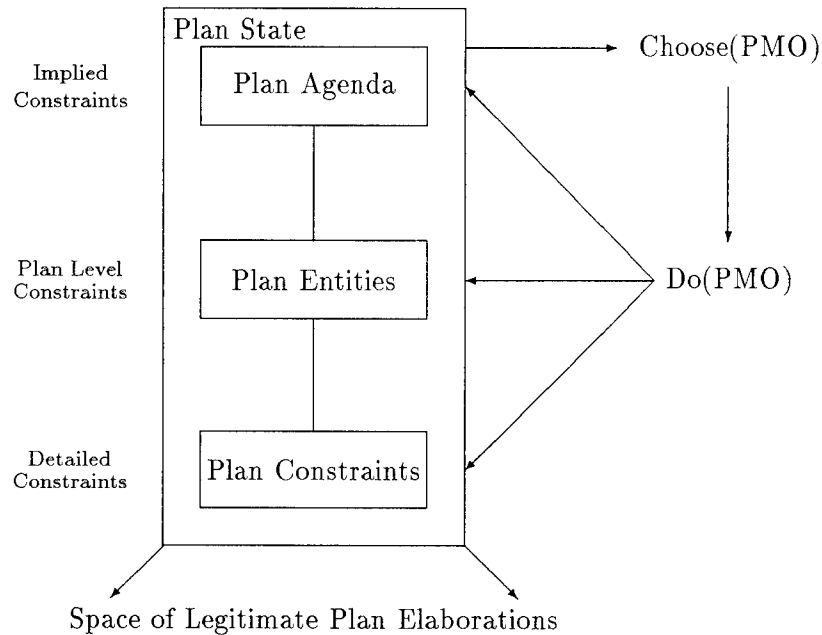 Plan State
Choose(PMO)
Implied
Constraints
Plan Agenda
Plan Level
Constraints
Plan Entities
Do(PMO)
Detailed
Constraints
Plan Constraints
Space of Legitimate Plan Elaborations